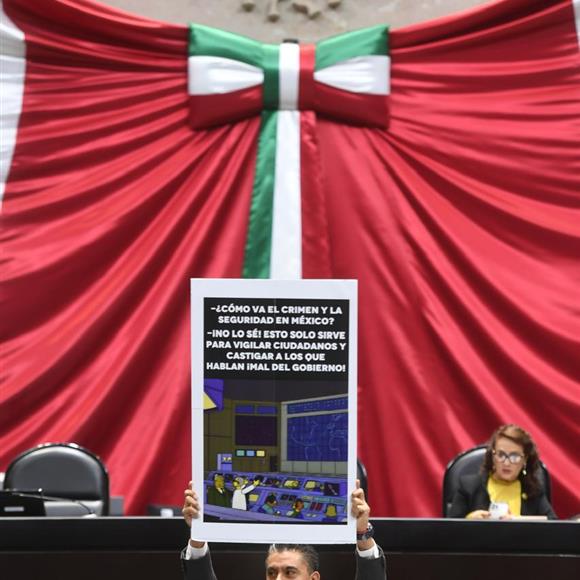 -¿CÓMO VA EL CRIMEN Y LA
SEGURIDAD EN MÉXICO?
-¡NO LO SÉ! ESTO SOLO SIRVE
PARA VIGILAR CIUDADANOS Y
CASTIGAR A LOS QUE
HABLAN ¡MAL DEL GOBIERNO!